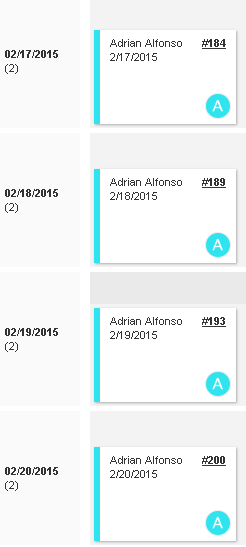 02/17/2015
(2)
Adrian Alfonso #184
2/17/2015
A
02/18/2015
(2)
Adrian Alfonso #189
2/18/2015
A
02/19/2015
(2)
Adrian Alfonso #193
2/19/2015
A
02/20/2015
(2)
Adrian Alfonso #200
2/20/2015
A